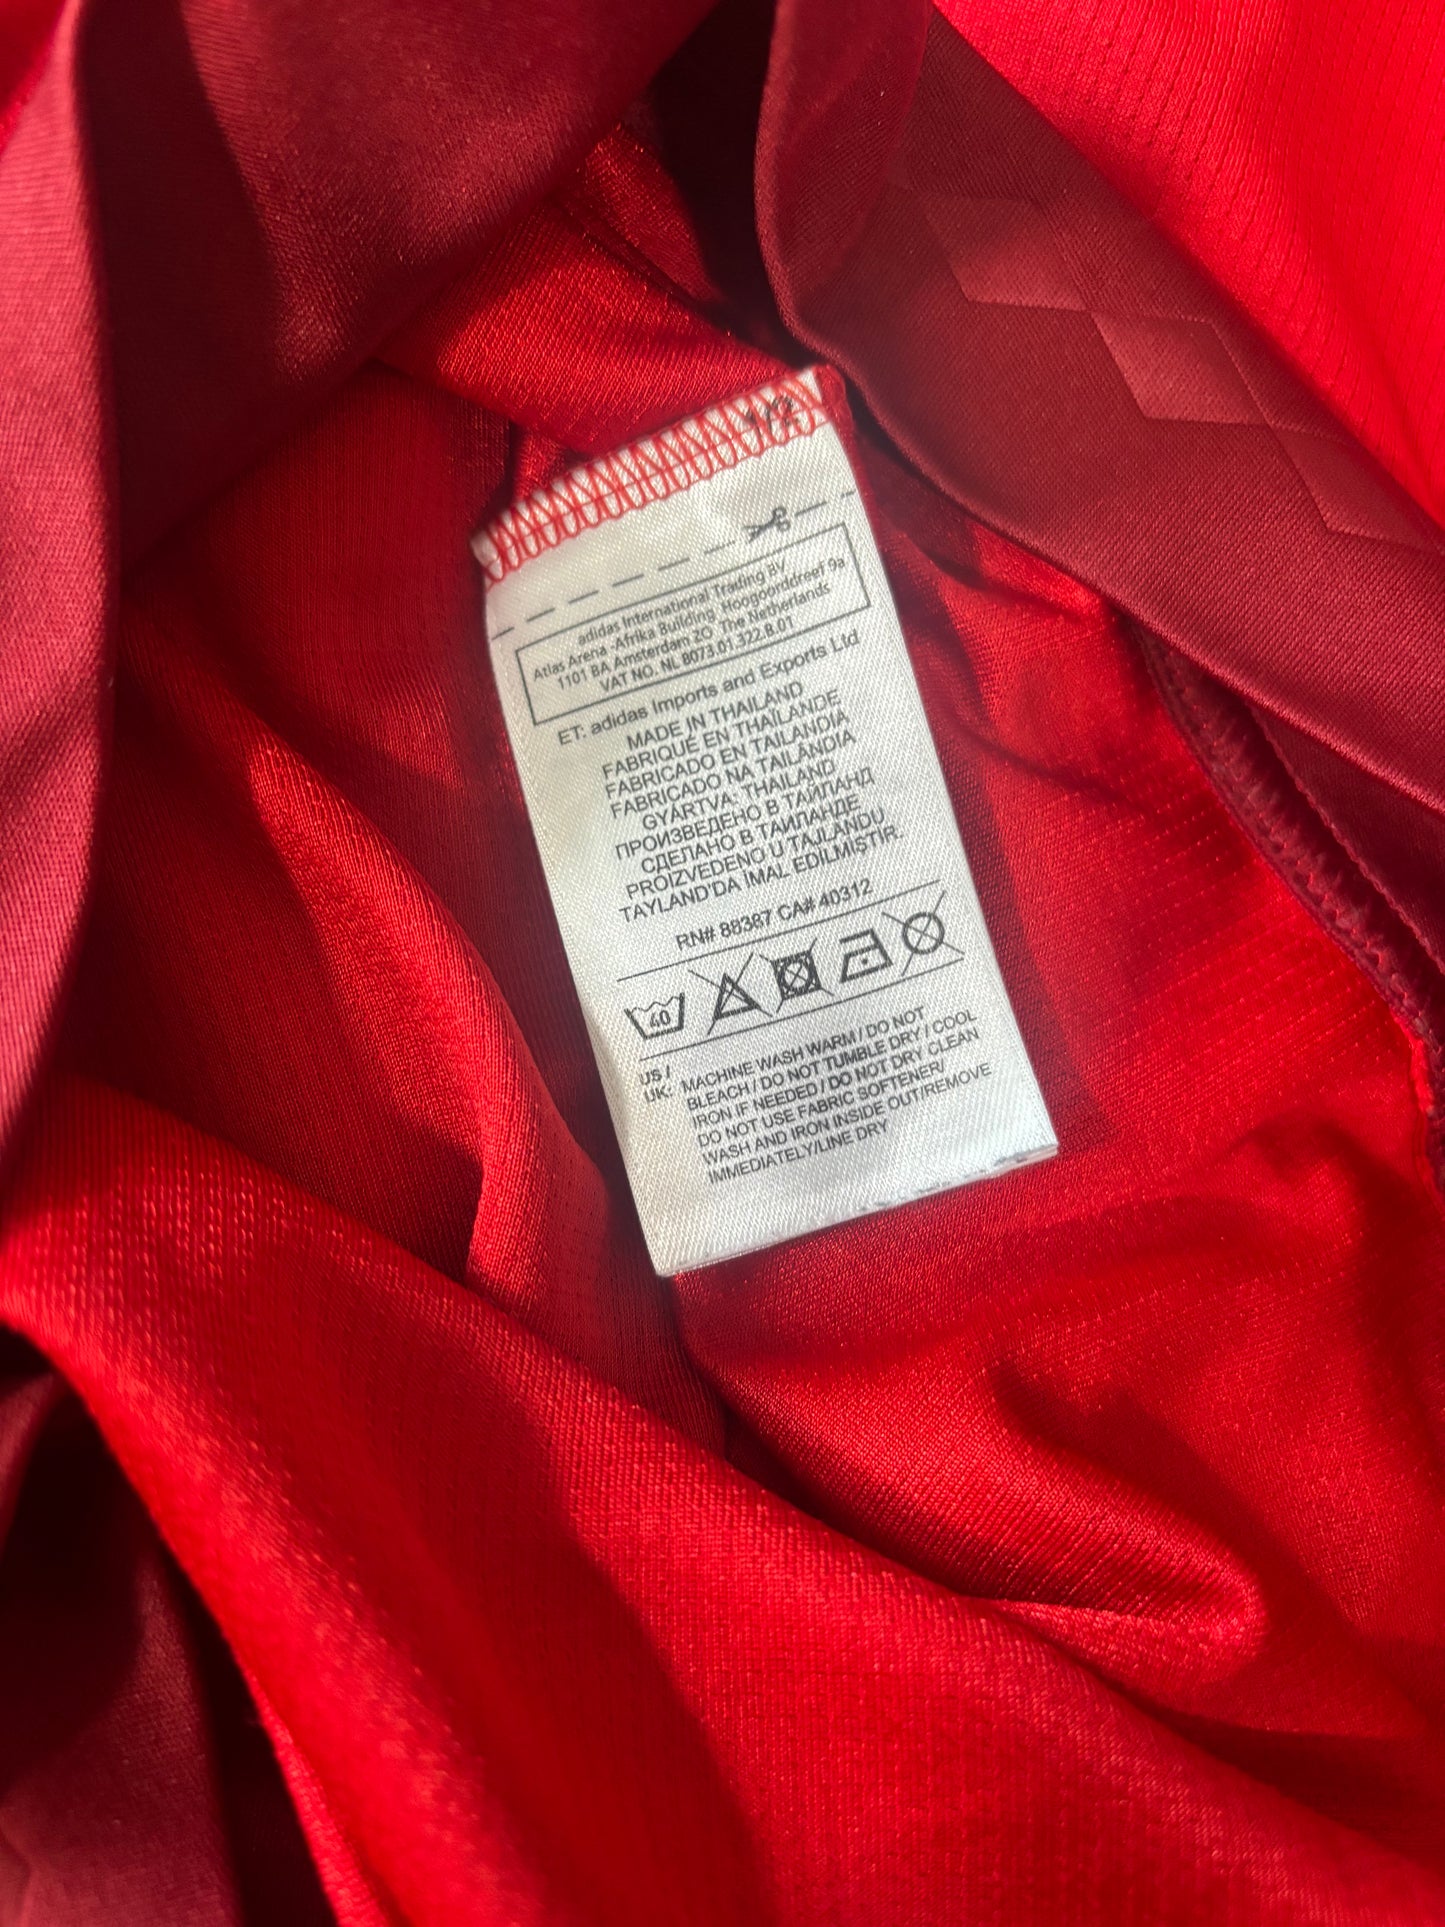 1/2
adidas International Trading BV
Atlas Arena -Afrika Building, Hoogoorddreef 9a
1101 BA Amsterdam ZO The Netherlands
VAT NO. NL 8073.01.322.B.01
ET: adidas Imports and Exports Ltd
MADE IN THAILAND
FABRIQUÉ EN THAÏLANDE
FABRICADO EN TAILANDIA
FABRICADO NA TAILÂNDIA
GYÁRTVA: THAILAND
ПРОИЗВЕДЕНО В ТАЙЛАНД
СДЕЛАНО В ТАИЛАНДЕ
PROIZVEDENO U TAJLANDU
TAYLAND'DA İMAL EDİLMİŞTİR.
RN# 88387 CA# 40312
40
US / UK: MACHINE WASH WARM / DO NOT
BLEACH / DO NOT TUMBLE DRY / COOL
IRON IF NEEDED / DO NOT DRY CLEAN
DO NOT USE FABRIC SOFTENER/
WASH AND IRON INSIDE OUT/REMOVE
IMMEDIATELY/LINE DRY